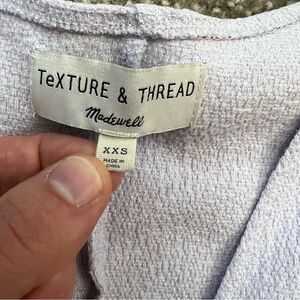 TeXTURE & THREAD
Madewell
XXS
MADE IN
CHINA